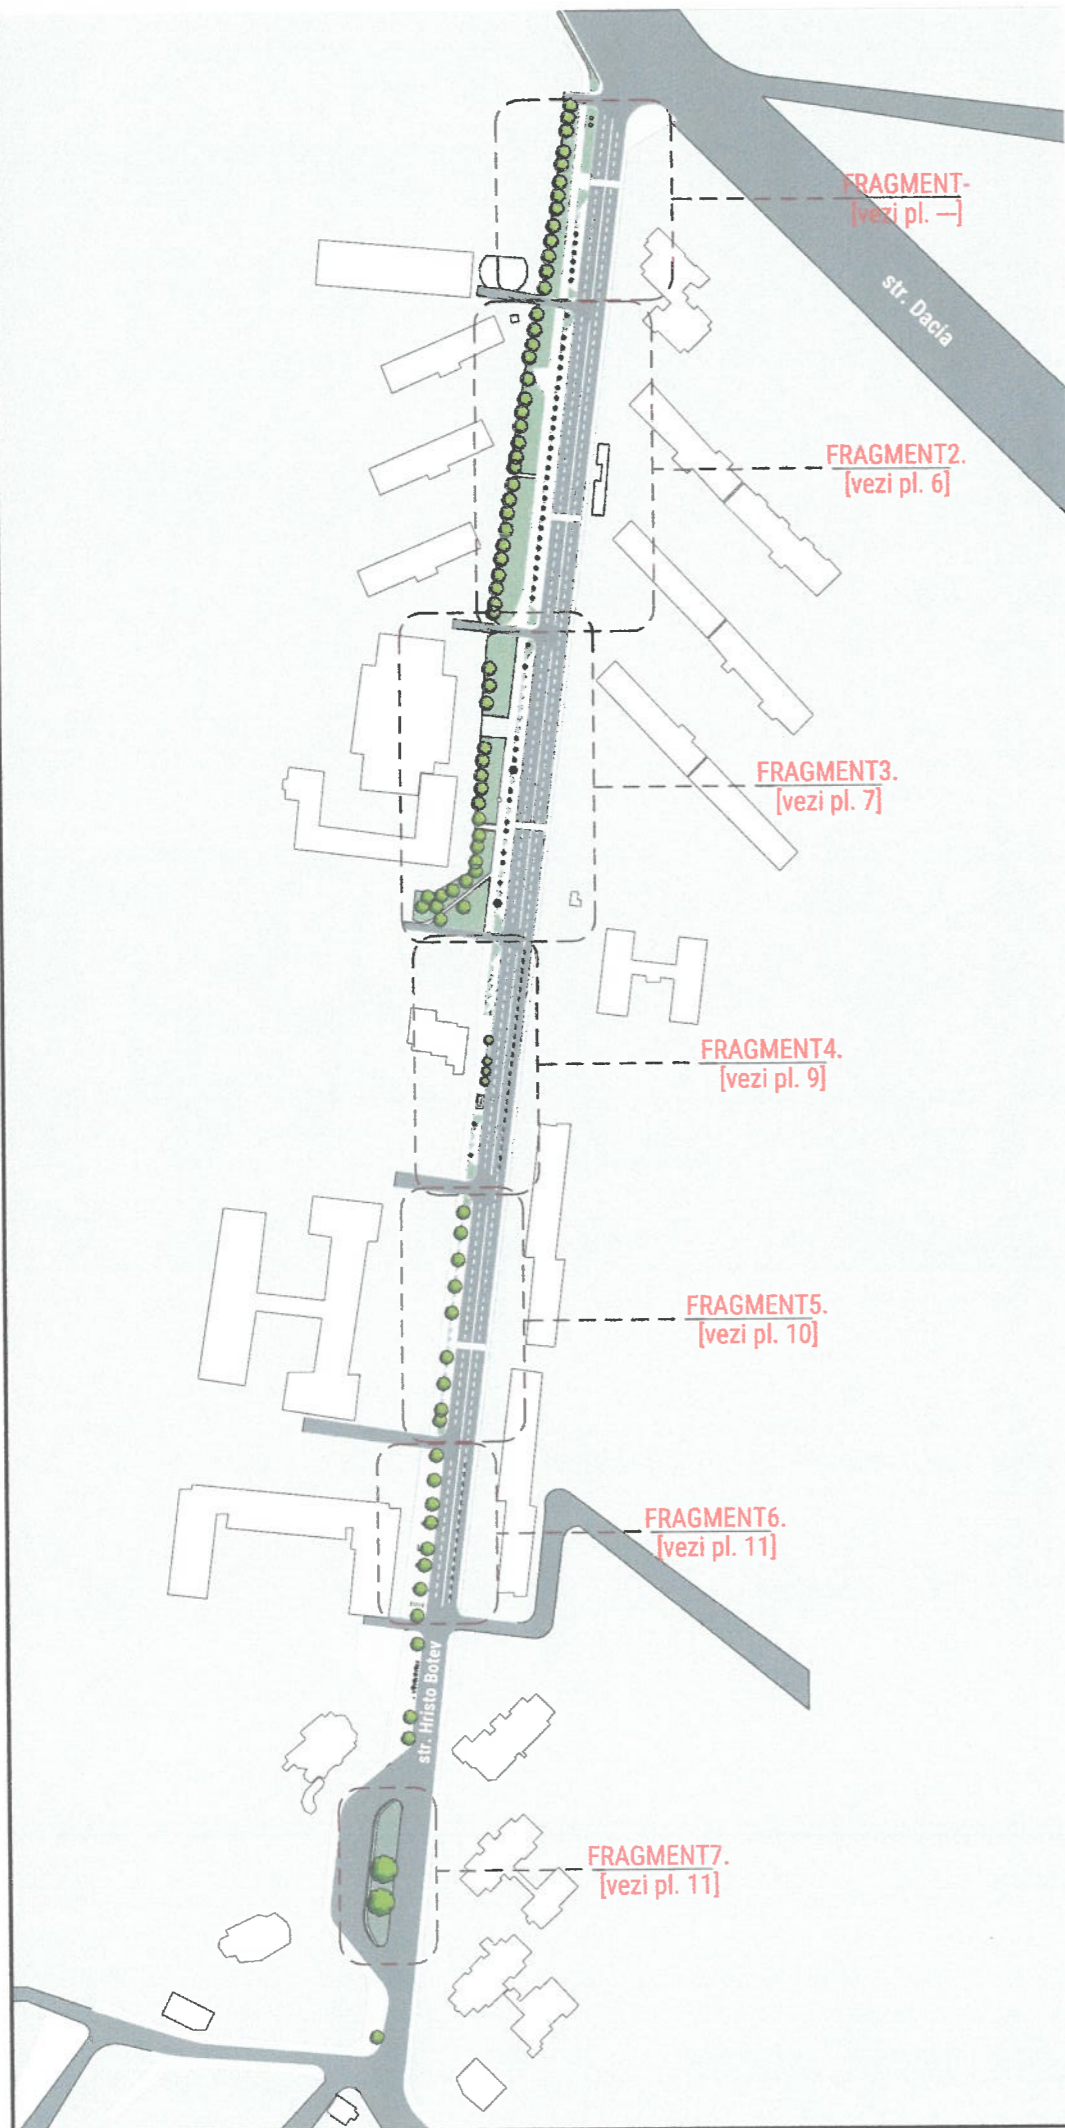 FRAGMENT-
[vezi pl. —]
str. Dacia
FRAGMENT2.
[vezi pl. 6]
FRAGMENT3.
[vezi pl. 7]
FRAGMENT4.
[vezi pl. 9]
FRAGMENT5.
[vezi pl. 10]
FRAGMENT6.
[vezi pl. 11]
str. Hristo Botev
FRAGMENT7.
[vezi pl. 11]